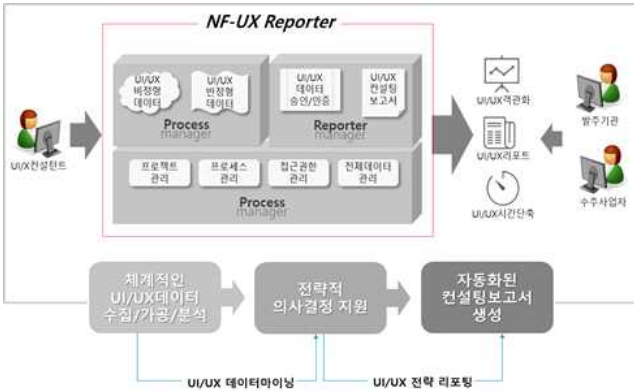 NF-UX Reporter
UI/UX
비정형
데이터
UI/UX
반정형
데이터
Process
manager
UI/UX
데이터
승인/인증
UI/UX
컨설팅
보고서
Reporter
manager
프로젝트
관리
프로세스
관리
접근권한
관리
전체데이터
관리
Process
manager
UI/X컨설턴트
UI/UX객관화
UI/UX리포트
UI/UX시간단축
발주기관
수주사업자
체계적인
UI/UX데이터
수집/가공/분석
전략적
의사결정 지원
자동화된
컨설팅보고서
생성
UI/UX 데이터마이닝
UI/UX 전략 리포팅